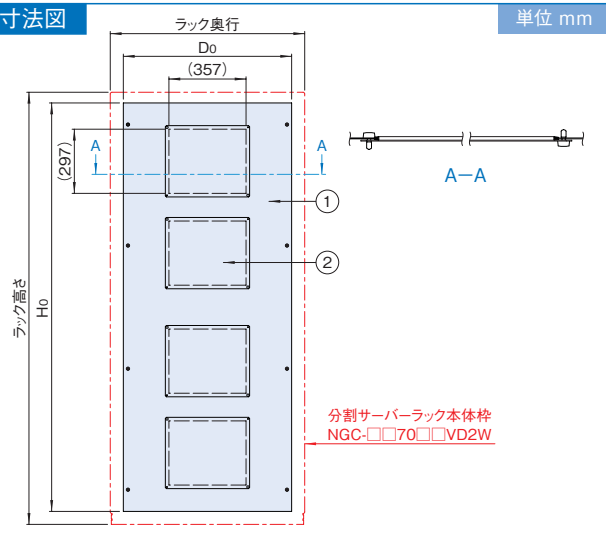 寸法図
単位 mm
ラック奥行
D0
(357)
(297)
A
A
A－A
1
2
ラック高さ
H0
分割サーバーラック本体枠
NGC-□□70□□VD2W